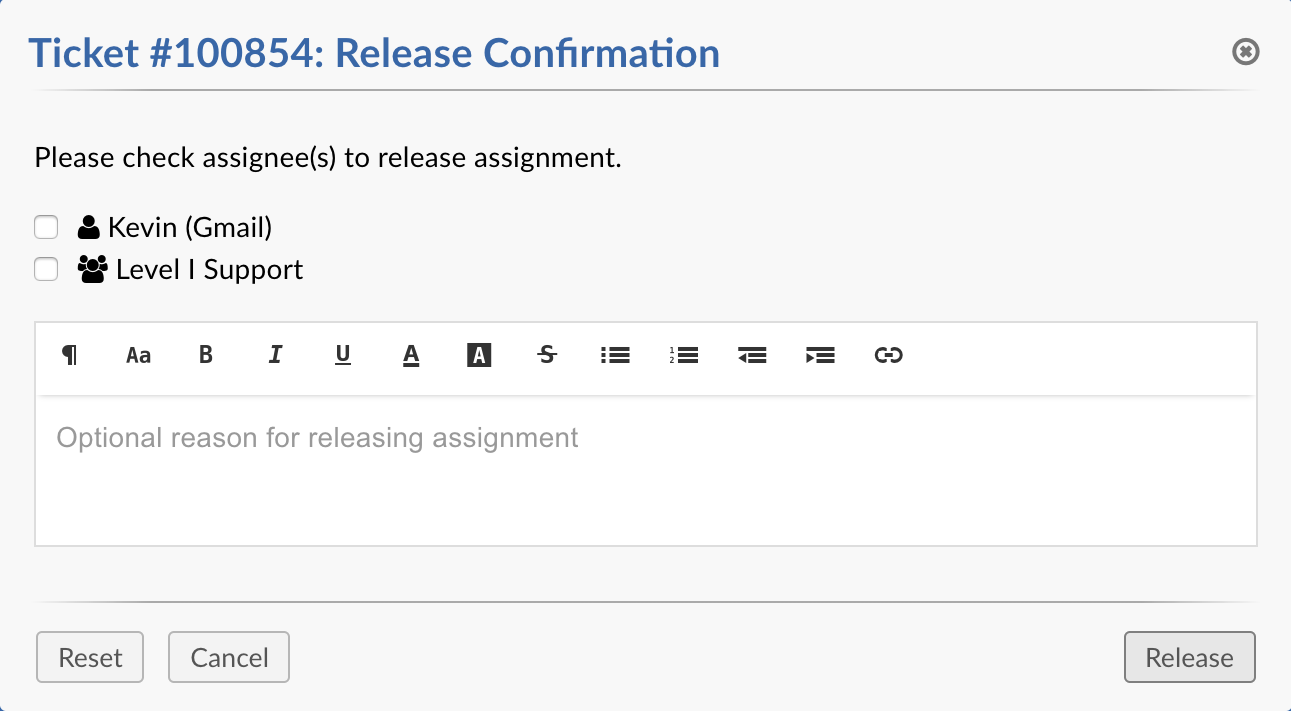 Ticket #100854: Release Confirmation
Please check assignee(s) to release assignment.
Kevin (Gmail)
Level I Support
¶ Aa B I U A A S
Optional reason for releasing assignment
Reset Cancel Release